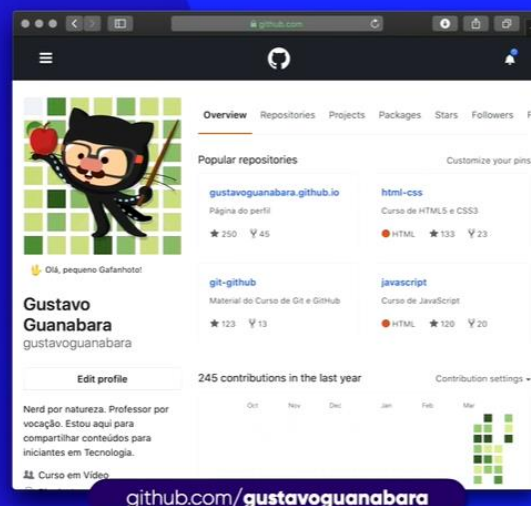 github.com
Overview Repositories Projects Packages Stars Followers
Popular repositories Customize your pins
gustavoguanabara.github.io
Página do perfil
250 45
html-css
Curso de HTML5 e CSS3
HTML 133 23
git-github
Material do Curso de Git e GitHub
123 13
javascript
Curso de JavaScript
HTML 120 20
Olá, pequeno Gafanhoto!
Gustavo
Guanabara
gustavoguanabara
Edit profile
Nerd por natureza. Professor por
vocação. Estou aqui para
compartilhar conteúdos para
iniciantes em Tecnologia.
Curso em Vídeo
245 contributions in the last year Contribution settings
Oct Nov Dec Jan Feb Mar
github.com/gustavoguanabara